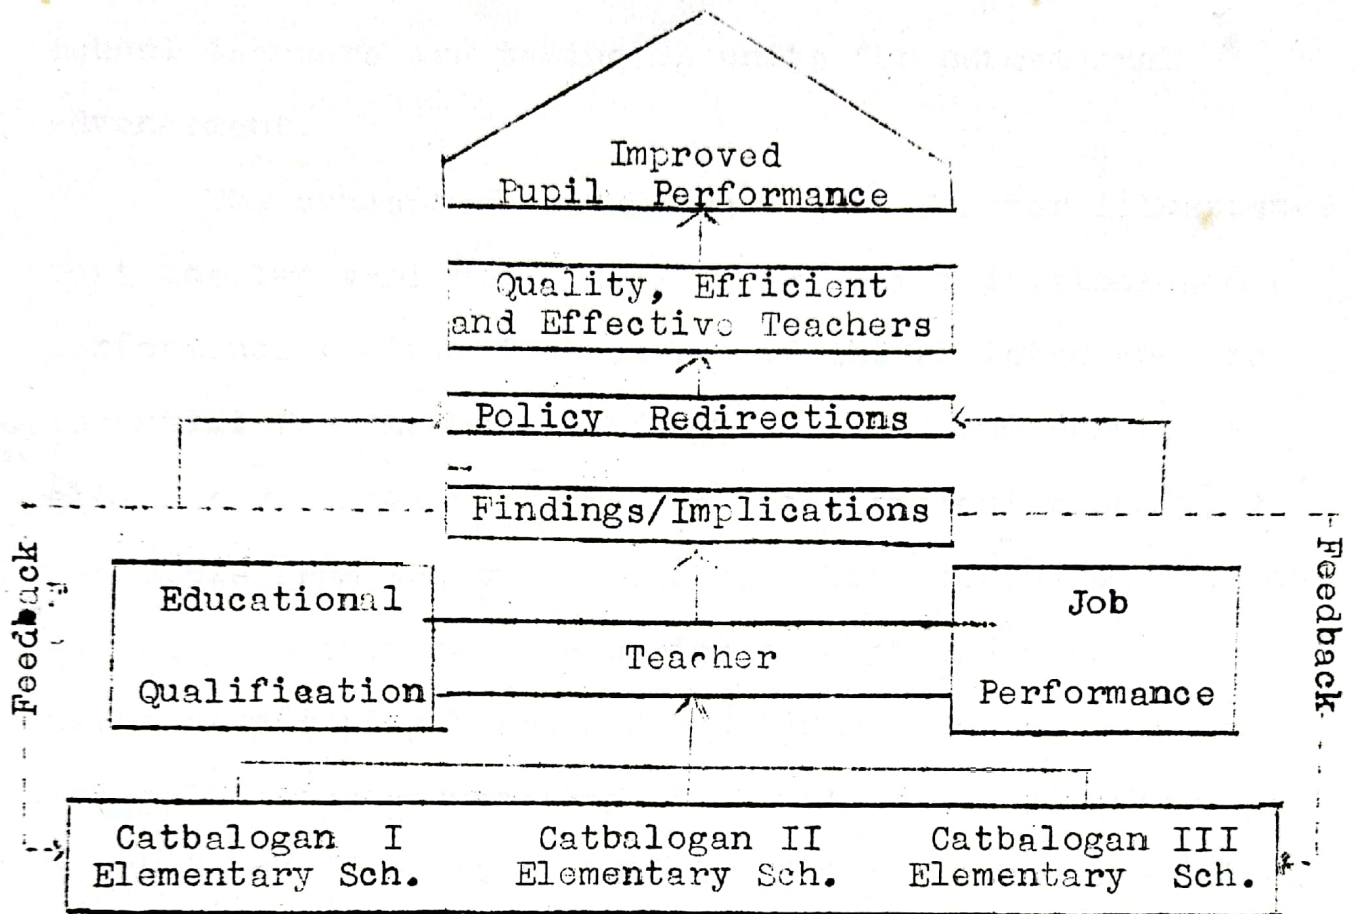 Improved
Pupil Performance
Quality, Efficient
and Effective Teachers
Policy Redirections
Findings/Implications
Feedback
Educational
Qualification
Teacher
Job
Performance
Feedback
Catbalogan I
Elementary Sch.
Catbalogan II
Elementary Sch.
Catbalogan III
Elementary Sch.